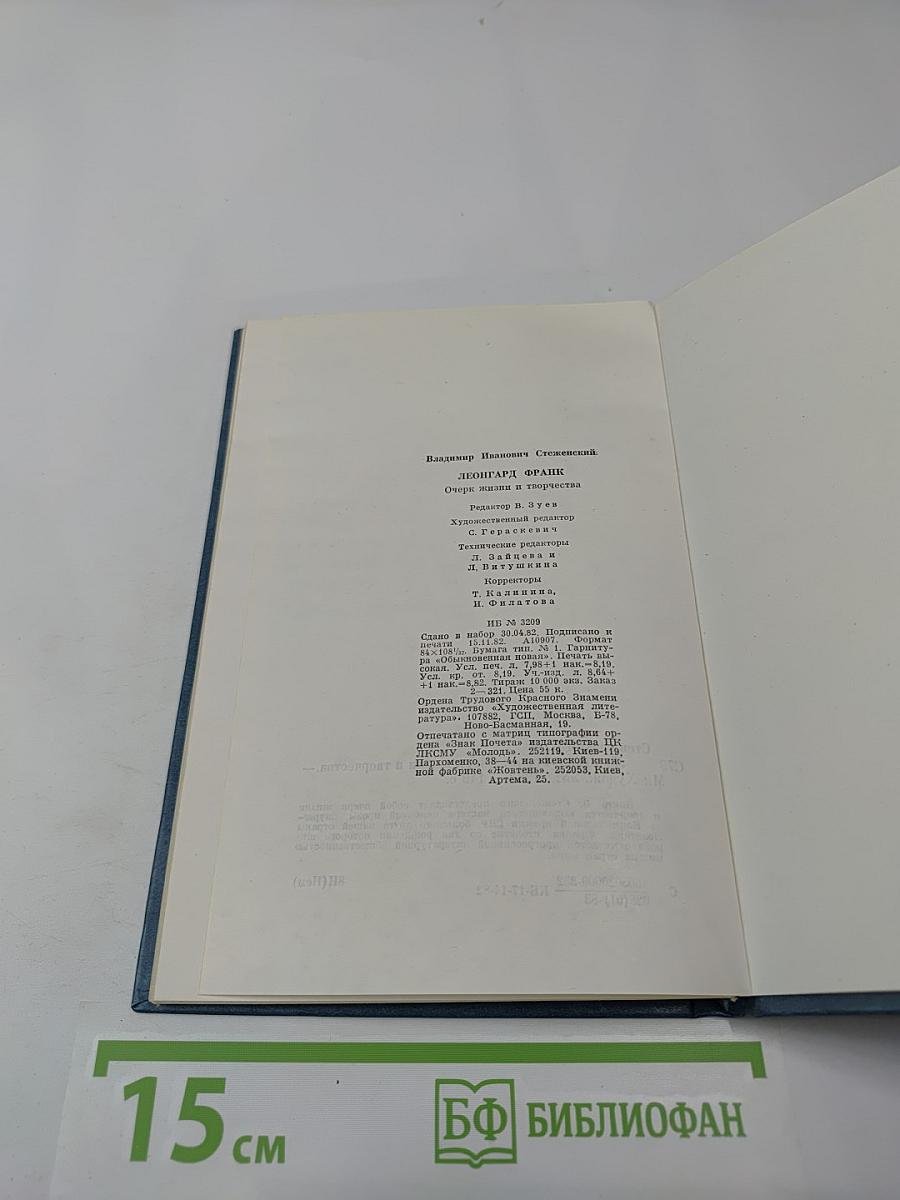 Владимир Иванович Стеженский
ЛЕОНГАРД ФРАНК
Очерк жизни и творчества
Редактор В. Зуев
Художественный редактор
С. Гераскевич
Технические редакторы
Л. Зайцева и
Л. Витушкина
Корректоры
Т. Калинина,
И. Филатова
ИБ № 3209
Сдано в набор 30.04.82. Подписано к
печати 15.11.82. А10907. Формат
84×108¹/₃₂. Бумага тип. № 1. Гарниту-
ра «Обыкновенная новая». Печать вы-
сокая. Усл. печ. л. 7,98+1 нак.=8,19.
Усл. кр. от. 8,19. Уч.-изд. л. 8,64+
+1 нак.=8,82. Тираж 10 000 экз. Заказ
2—321. Цена 55 к.
Ордена Трудового Красного Знамени
издательство «Художественная лите-
ратура». 107882, ГСП, Москва, Б-78,
Ново-Басманная, 19.
Отпечатано с матриц типографии ор-
дена «Знак Почета» издательства ЦК
ЛКСМУ «Молодь». 252119, Киев-119,
Пархоменко, 38—44 на киевской книж-
ной фабрике «Жовтень». 252053, Киев,
Артема, 25.
15 см
БФ БИБЛИОФАН